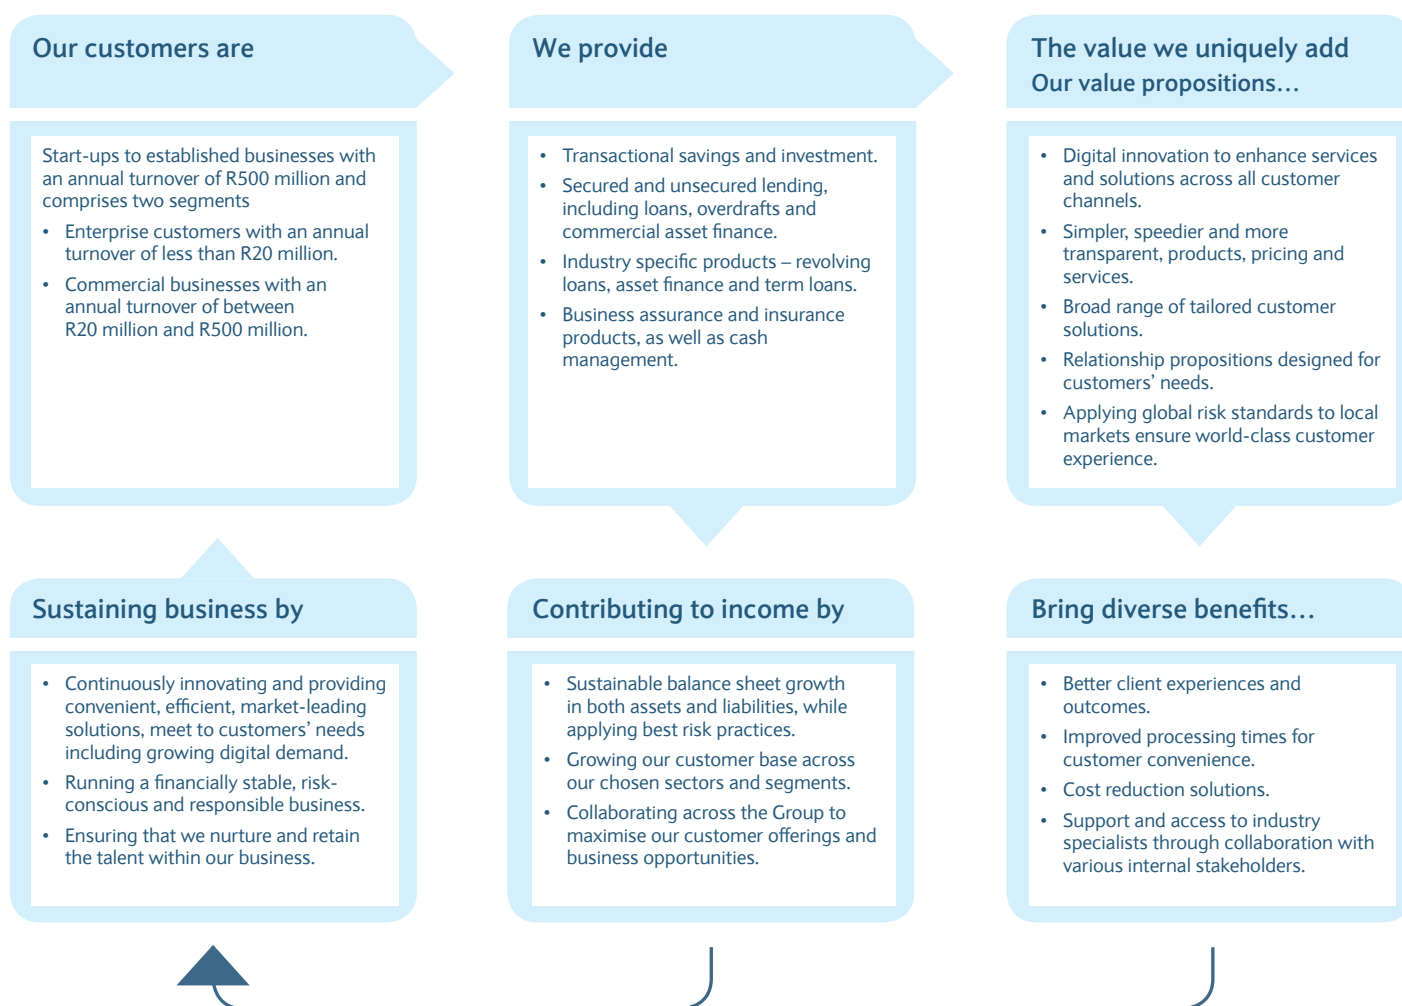 Our customers are
Start-ups to established businesses with
an annual turnover of R500 million and
comprises two segments
• Enterprise customers with an annual
turnover of less than R20 million.
• Commercial businesses with an
annual turnover of between
R20 million and R500 million.
We provide
• Transactional savings and investment.
• Secured and unsecured lending,
including loans, overdrafts and
commercial asset finance.
• Industry specific products – revolving
loans, asset finance and term loans.
• Business assurance and insurance
products, as well as cash
management.
The value we uniquely add
Our value propositions…
• Digital innovation to enhance services
and solutions across all customer
channels.
• Simpler, speedier and more
transparent, products, pricing and
services.
• Broad range of tailored customer
solutions.
• Relationship propositions designed for
customers’ needs.
• Applying global risk standards to local
markets ensure world-class customer
experience.
Sustaining business by
• Continuously innovating and providing
convenient, efficient, market-leading
solutions, meet to customers’ needs
including growing digital demand.
• Running a financially stable, risk-
conscious and responsible business.
• Ensuring that we nurture and retain
the talent within our business.
Contributing to income by
• Sustainable balance sheet growth
in both assets and liabilities, while
applying best risk practices.
• Growing our customer base across
our chosen sectors and segments.
• Collaborating across the Group to
maximise our customer offerings and
business opportunities.
Bring diverse benefits…
• Better client experiences and
outcomes.
• Improved processing times for
customer convenience.
• Cost reduction solutions.
• Support and access to industry
specialists through collaboration with
various internal stakeholders.